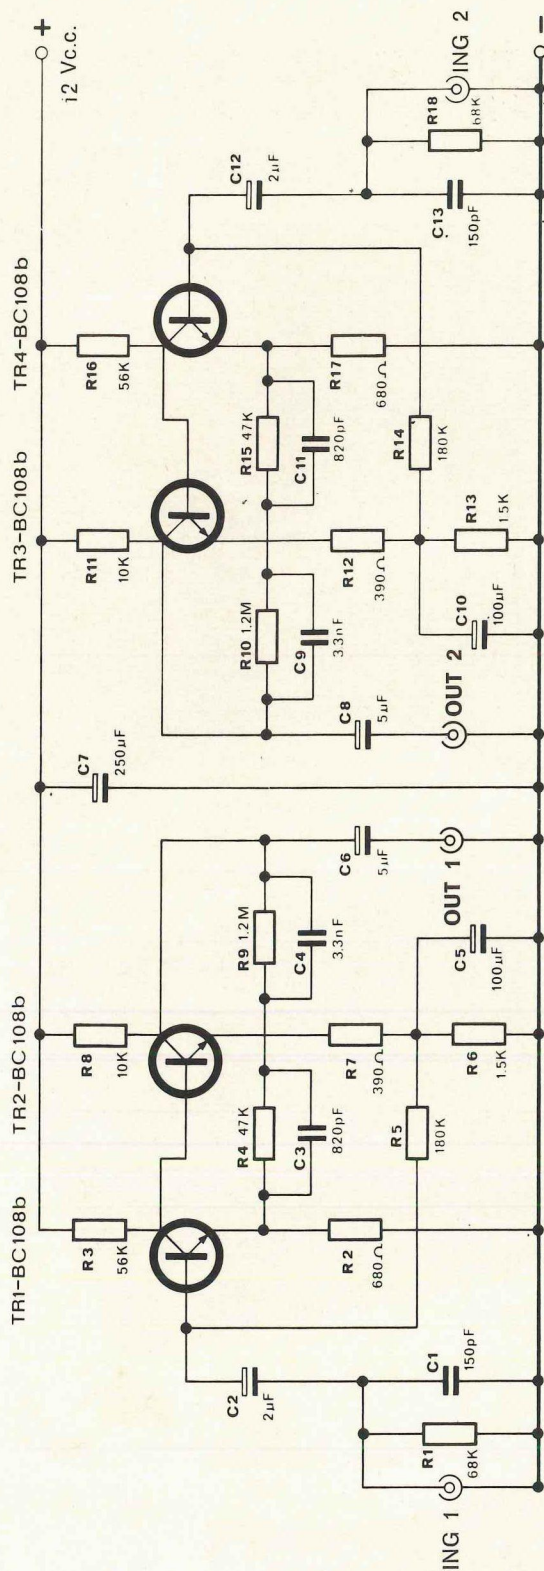 TR1-BC108b
TR2-BC108b
TR3-BC108b
TR4-BC108b
+
12 Vc.c.
R3
56K
R8
10K
C7
250µF
R11
10K
R16
56K
C2
2µF
R4 47K
C3
820pF
R9 1.2M
C4
3.3nF
C6
5µF
R10 1.2M
C9
3.3nF
R15 47K
C11
820pF
C12
2µF
R2
680Ω
R7
390Ω
R5
180K
R6
1.5K
C5
100µF
OUT 1
C8
5µF
OUT 2
R12
390Ω
C10
100µF
R13
15K
R14
180K
R17
680Ω
ING 1
R1
68K
C1
150pF
C13
150pF
R18
68K
ING 2
−